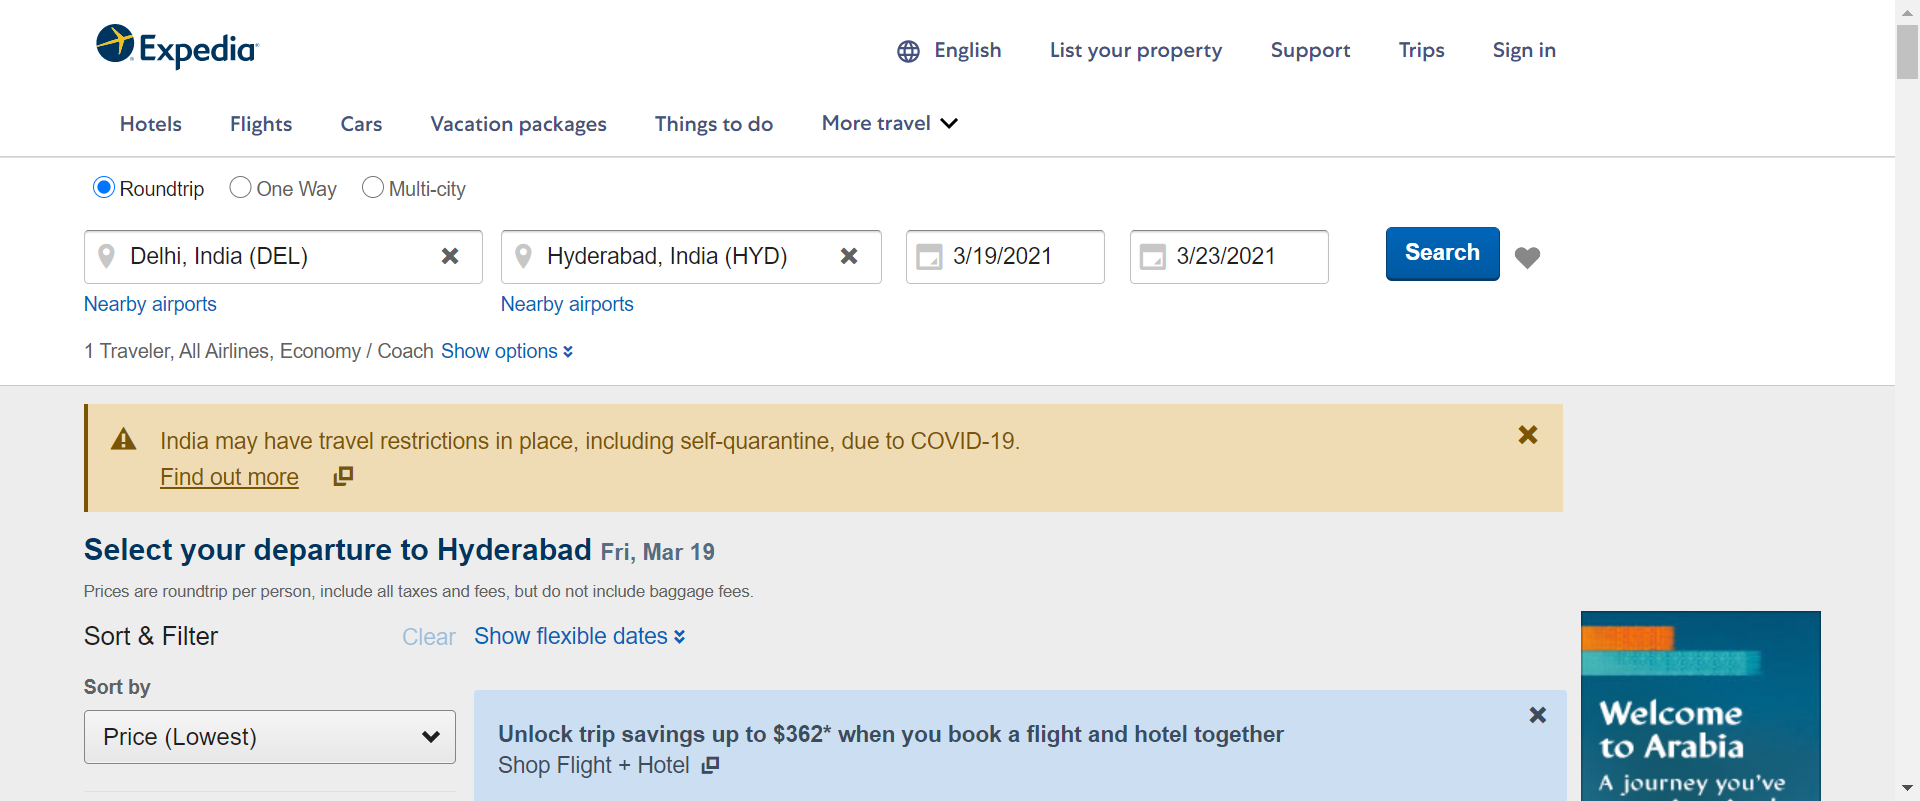 Expedia
English List your property Support Trips Sign in
Hotels Flights Cars Vacation packages Things to do More travel
Roundtrip One Way Multi-city
Delhi, India (DEL) Hyderabad, India (HYD) 3/19/2021 3/23/2021 Search
Nearby airports Nearby airports
1 Traveler, All Airlines, Economy / Coach Show options
India may have travel restrictions in place, including self-quarantine, due to COVID-19.
Find out more
Select your departure to Hyderabad Fri, Mar 19
Prices are roundtrip per person, include all taxes and fees, but do not include baggage fees.
Sort & Filter Clear Show flexible dates
Sort by
Price (Lowest)
Unlock trip savings up to $362* when you book a flight and hotel together
Shop Flight + Hotel
Welcome
to Arabia
A journey you've